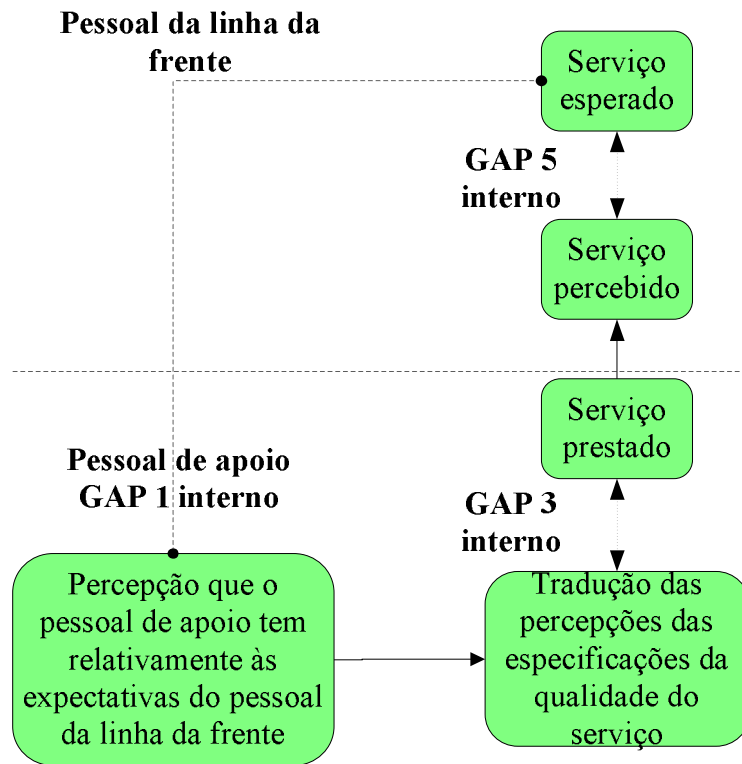 Pessoal da linha da
frente
Serviço
esperado
GAP 5
interno
Serviço
percebido
Serviço
prestado
Pessoal de apoio
GAP 1 interno
GAP 3
interno
Percepção que o
pessoal de apoio tem
relativamente às
expectativas do pessoal
da linha da frente
Tradução das
percepções das
especificações da
qualidade do
serviço